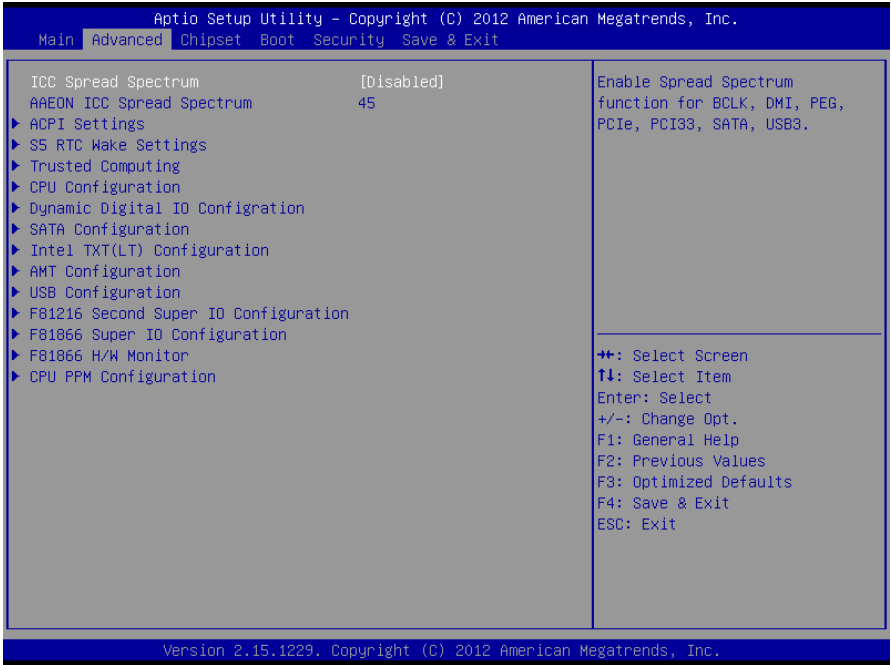 Aptio Setup Utility – Copyright (C) 2012 American Megatrends, Inc.
Main Advanced Chipset Boot Security Save & Exit
ICC Spread Spectrum [Disabled]
AAEON ICC Spread Spectrum 45
ACPI Settings
S5 RTC Wake Settings
Trusted Computing
CPU Configuration
Dynamic Digital IO Configration
SATA Configuration
Intel TXT(LT) Configuration
AMT Configuration
USB Configuration
F81216 Second Super IO Configuration
F81866 Super IO Configuration
F81866 H/W Monitor
CPU PPM Configuration
Enable Spread Spectrum
function for BCLK, DMI, PEG,
PCIe, PCI33, SATA, USB3.
→←: Select Screen
↑↓: Select Item
Enter: Select
+/-: Change Opt.
F1: General Help
F2: Previous Values
F3: Optimized Defaults
F4: Save & Exit
ESC: Exit
Version 2.15.1229. Copyright (C) 2012 American Megatrends, Inc.